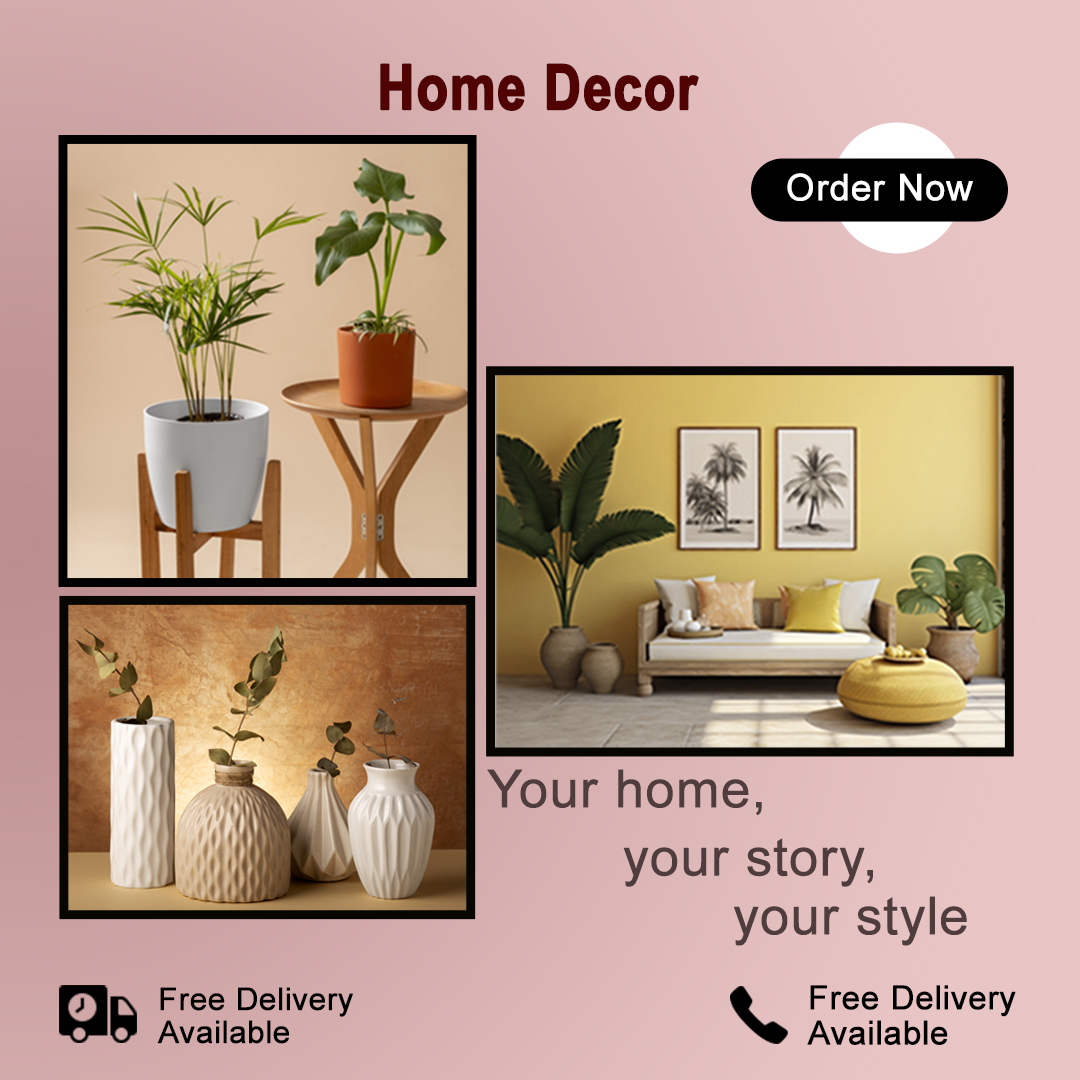 Home Decor
Order Now
Your home,
your story,
your style
Free Delivery
Available
Free Delivery
Available